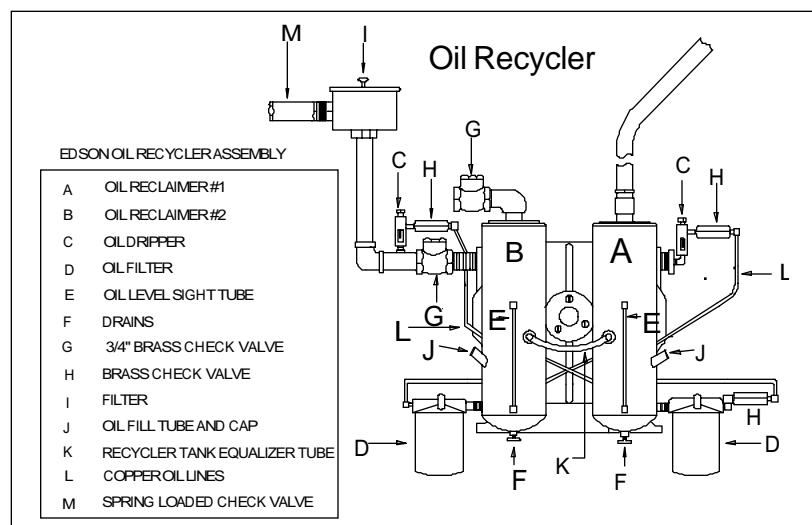 Oil Recycler
M
I
G
C
H
C
H
EDSON OIL RECYCLER ASSEMBLY
A OIL RECLAIMER #1
B OIL RECLAIMER #2
C OIL DRIPPER
D OIL FILTER
E OIL LEVEL SIGHT TUBE
F DRAINS
G 3/4" BRASS CHECK VALVE
H BRASS CHECK VALVE
I FILTER
J OIL FILL TUBE AND CAP
K RECYCLER TANK EQUALIZER TUBE
L COPPER OIL LINES
M SPRING LOADED CHECK VALVE
B
A
L
G
L
E
E
J
J
H
D
K
D
F
F